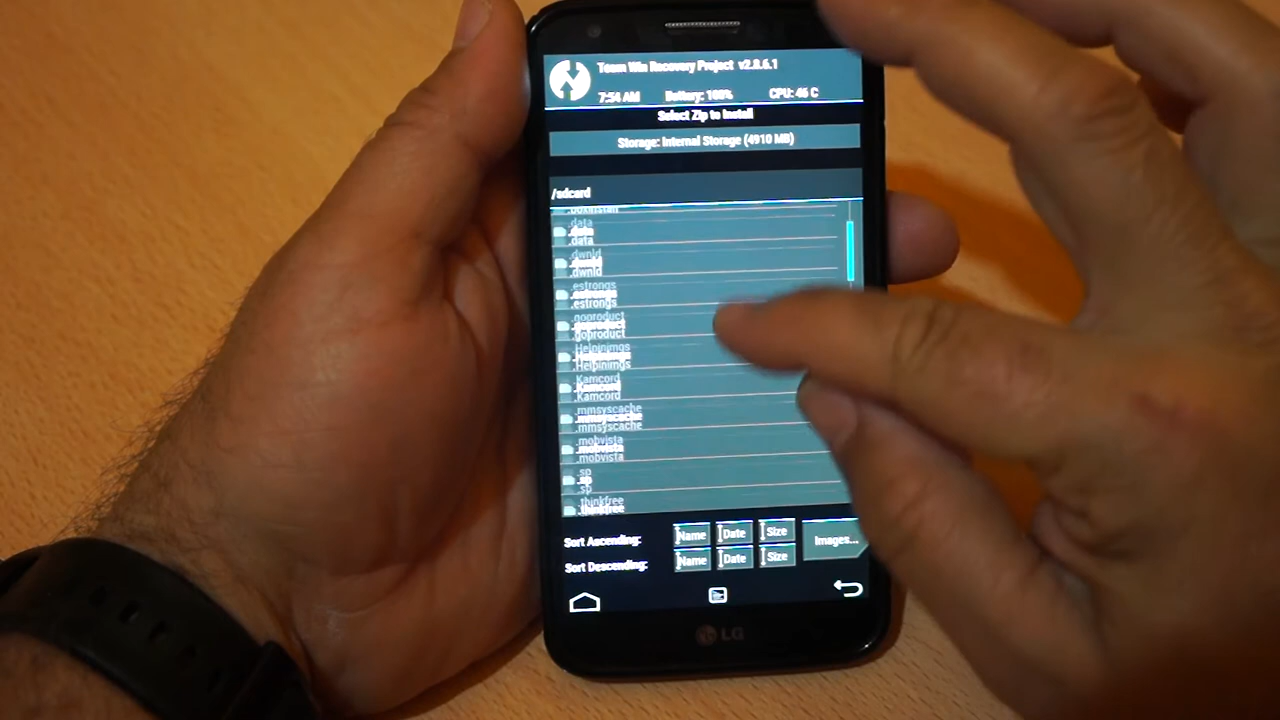 Team Win Recovery Project v2.8.6.1
7:54 AM Battery: 100% CPU: 46 C
Select Zip to Install
Storage: Internal Storage (4910 MB)
/sdcard
.data
.dwnld
.estrongs
.goproduct
.Helpinimgs
.Kamcord
.mmsyscache
.mobvista
.sp
.thinkfree
Sort Ascending: Name Date Size Images...
Sort Descending: Name Date Size
LG